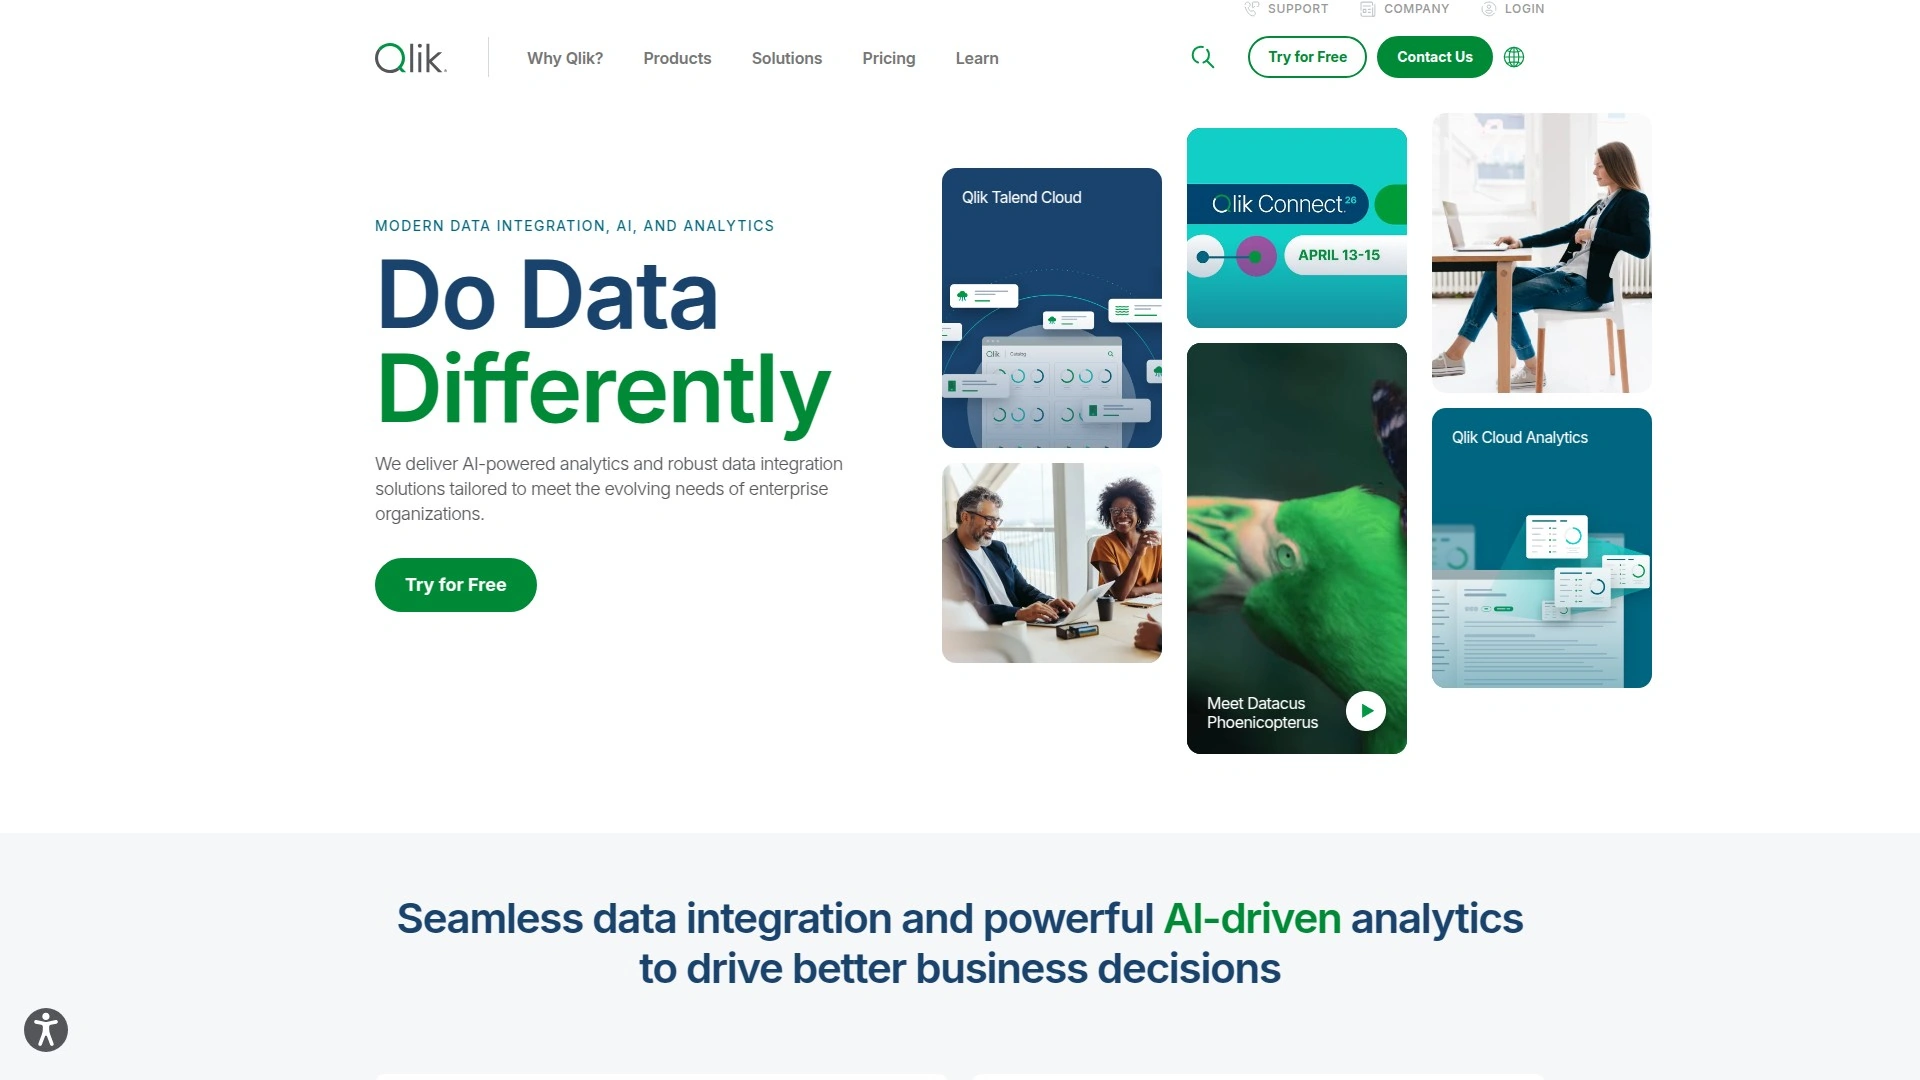 SUPPORT
COMPANY
LOGIN
Qlik
Why Qlik?
Products
Solutions
Pricing
Learn
Try for Free
Contact Us
MODERN DATA INTEGRATION, AI, AND ANALYTICS
Do Data
Differently
We deliver AI-powered analytics and robust data integration
solutions tailored to meet the evolving needs of enterprise
organizations.
Try for Free
Qlik Talend Cloud
Qlik
Catalog
Qlik Connect 26
APRIL 13-15
Meet Datacus
Phoenicopterus
Qlik Cloud Analytics
Seamless data integration and powerful AI-driven analytics
to drive better business decisions